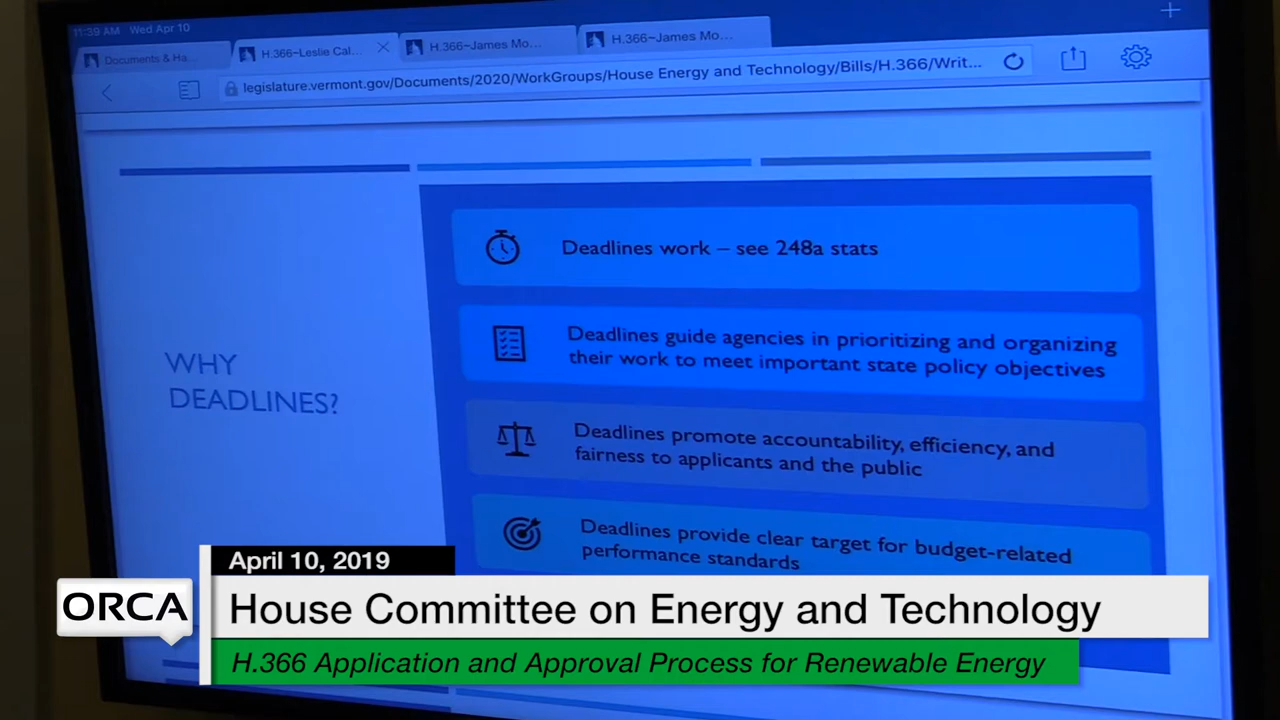 11:39 AM Wed Apr 10
Documents & Ha...
H.366–Leslie Cal...
H.366–James Mo...
H.366–James Mo...
legislature.vermont.gov/Documents/2020/WorkGroups/House Energy and Technology/Bills/H.366/Writ...
WHY
DEADLINES?
Deadlines work – see 248a stats
Deadlines guide agencies in prioritizing and organizing
their work to meet important state policy objectives
Deadlines promote accountability, efficiency, and
fairness to applicants and the public
Deadlines provide clear target for budget-related
performance standards
April 10, 2019
ORCA
House Committee on Energy and Technology
H.366 Application and Approval Process for Renewable Energy